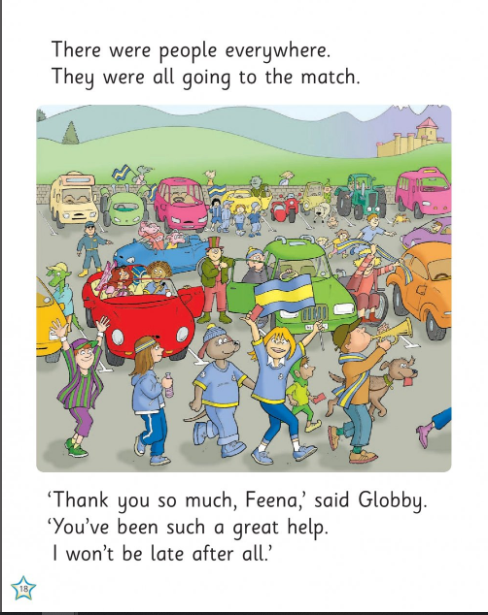 There were people everywhere.
They were all going to the match.
‘Thank you so much, Feena,’ said Globby.
‘You’ve been such a great help.
I won’t be late after all.’
18